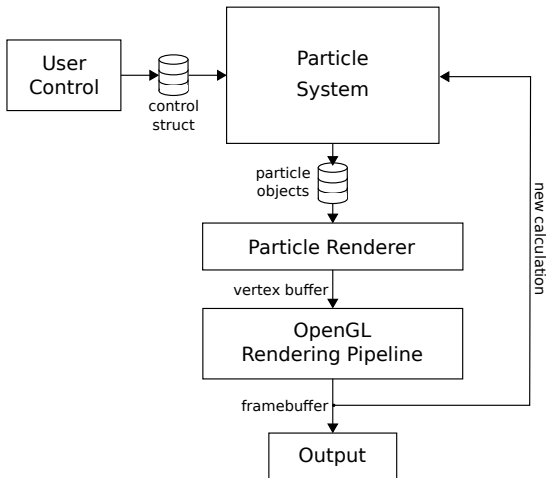 User
Control
control
struct
Particle
System
particle
objects
Particle Renderer
vertex buffer
OpenGL
Rendering Pipeline
framebuffer
new calculation
Output